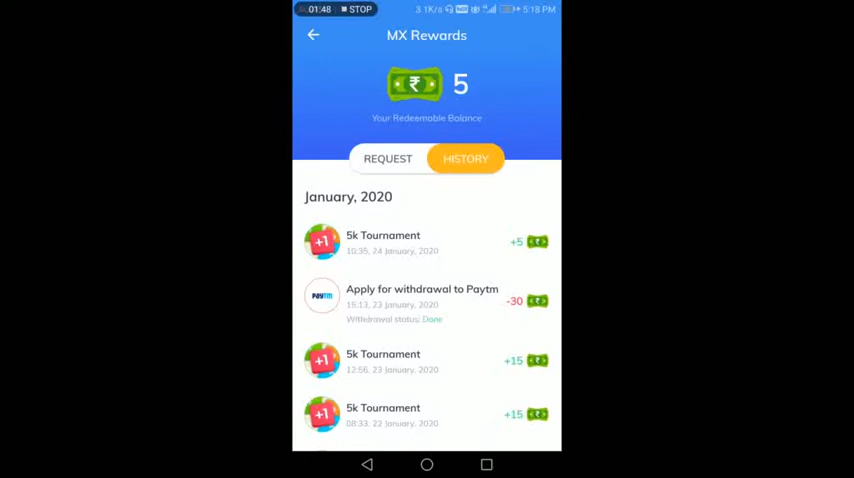 01:48 STOP 3.1K/s 5:18 PM
MX Rewards
₹ 5
Your Redeemable Balance
REQUEST HISTORY
January, 2020
+1 5k Tournament +5 ₹
10:35, 24 January, 2020
PAYTM Apply for withdrawal to Paytm -30 ₹
15:13, 23 January, 2020
Withdrawal status: Done
+1 5k Tournament +15 ₹
12:56, 23 January, 2020
+1 5k Tournament +15 ₹
08:33, 22 January, 2020